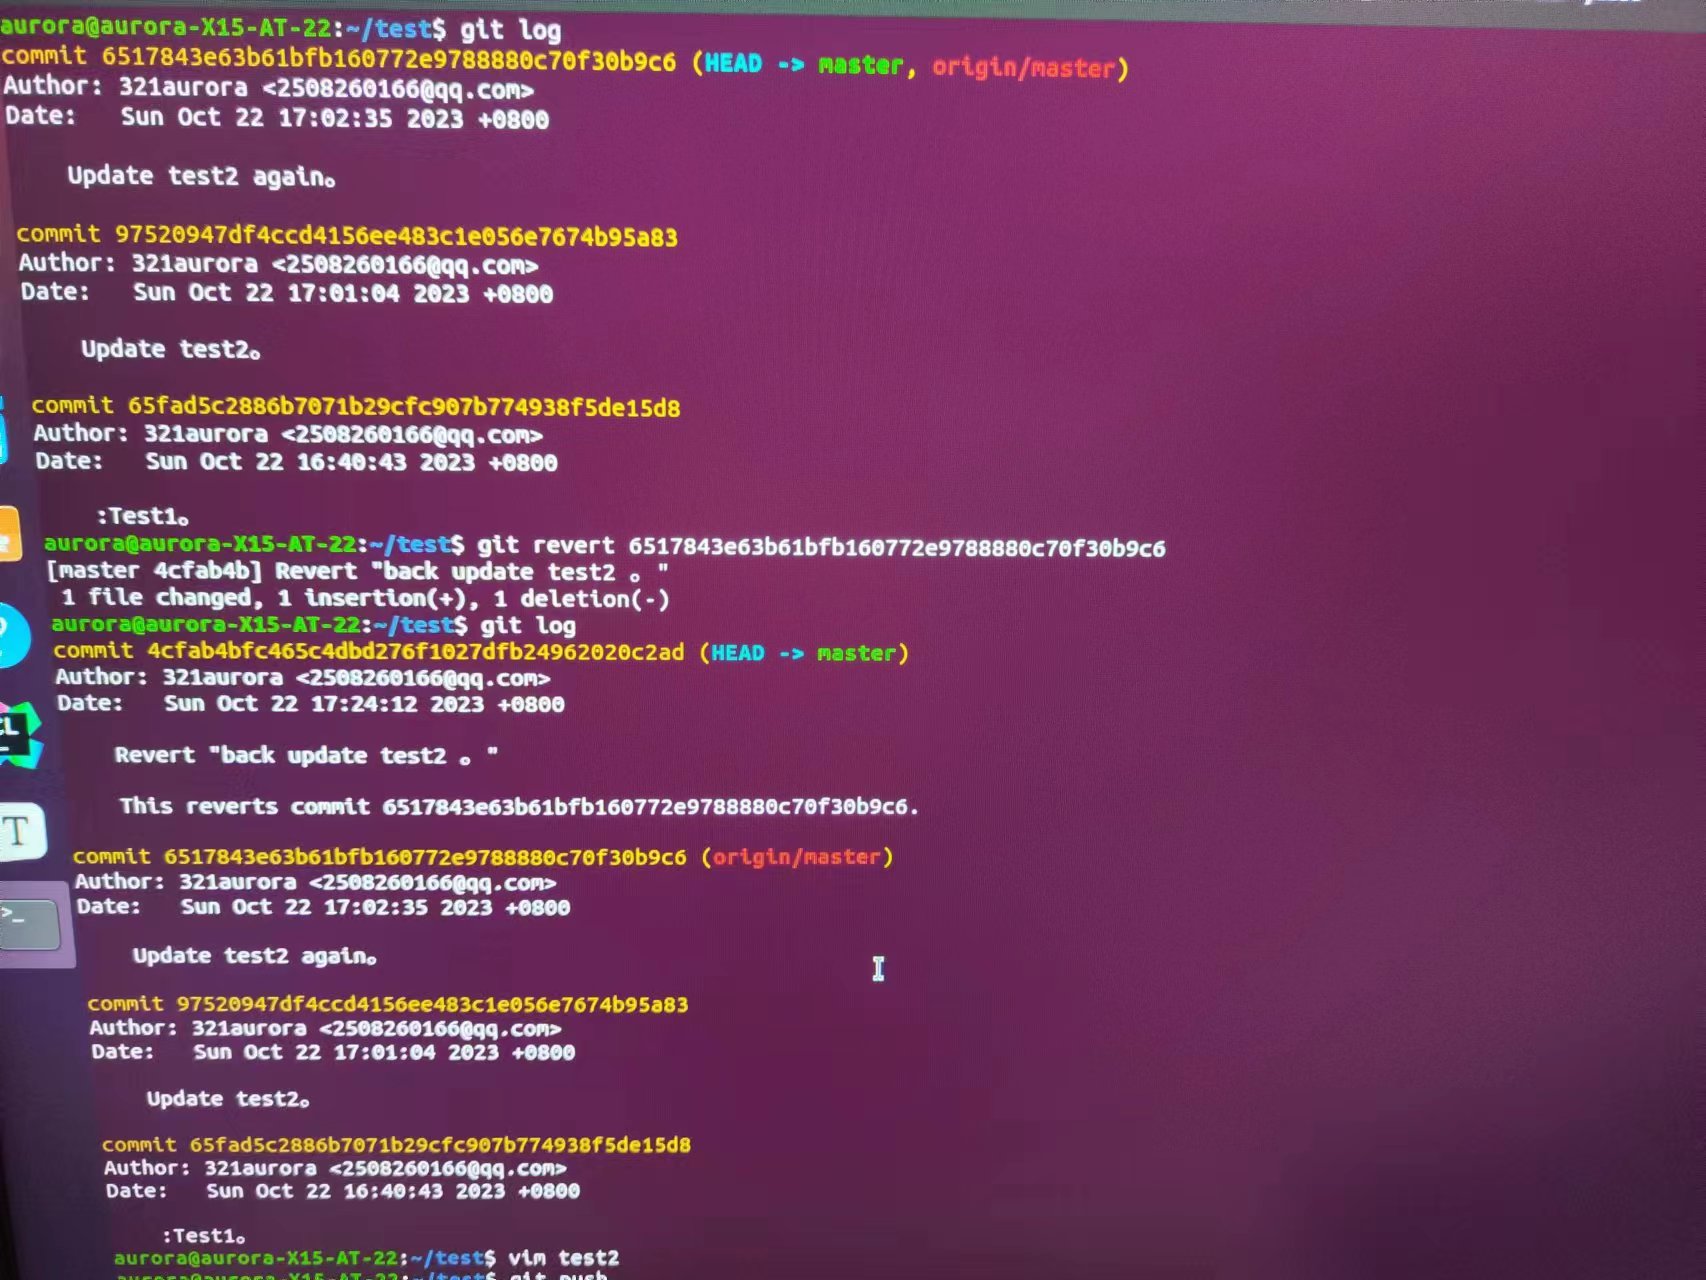 aurora@aurora-X15-AT-22:~/test$ git log
commit 6517843e63b61bfb160772e9788880c70f30b9c6 (HEAD -> master, origin/master)
Author: 321aurora <2508260166@qq.com>
Date:   Sun Oct 22 17:02:35 2023 +0800
Update test2 again。
commit 97520947df4ccd4156ee483c1e056e7674b95a83
Author: 321aurora <2508260166@qq.com>
Date:   Sun Oct 22 17:01:04 2023 +0800
Update test2。
commit 65fad5c2886b7071b29cfc907b774938f5de15d8
Author: 321aurora <2508260166@qq.com>
Date:   Sun Oct 22 16:40:43 2023 +0800
:Test1。
aurora@aurora-X15-AT-22:~/test$ git revert 6517843e63b61bfb160772e9788880c70f30b9c6
[master 4cfab4b] Revert "back update test2 。"
1 file changed, 1 insertion(+), 1 deletion(-)
aurora@aurora-X15-AT-22:~/test$ git log
commit 4cfab4bfc465c4dbd276f1027dfb24962020c2ad (HEAD -> master)
Author: 321aurora <2508260166@qq.com>
Date:   Sun Oct 22 17:24:12 2023 +0800
Revert "back update test2 。"
This reverts commit 6517843e63b61bfb160772e9788880c70f30b9c6.
commit 6517843e63b61bfb160772e9788880c70f30b9c6 (origin/master)
Author: 321aurora <2508260166@qq.com>
Date:   Sun Oct 22 17:02:35 2023 +0800
Update test2 again。
commit 97520947df4ccd4156ee483c1e056e7674b95a83
Author: 321aurora <2508260166@qq.com>
Date:   Sun Oct 22 17:01:04 2023 +0800
Update test2。
commit 65fad5c2886b7071b29cfc907b774938f5de15d8
Author: 321aurora <2508260166@qq.com>
Date:   Sun Oct 22 16:40:43 2023 +0800
:Test1。
aurora@aurora-X15-AT-22:~/test$ vim test2
aurora@aurora-X15-AT-22:~/test$ git push
T
>_